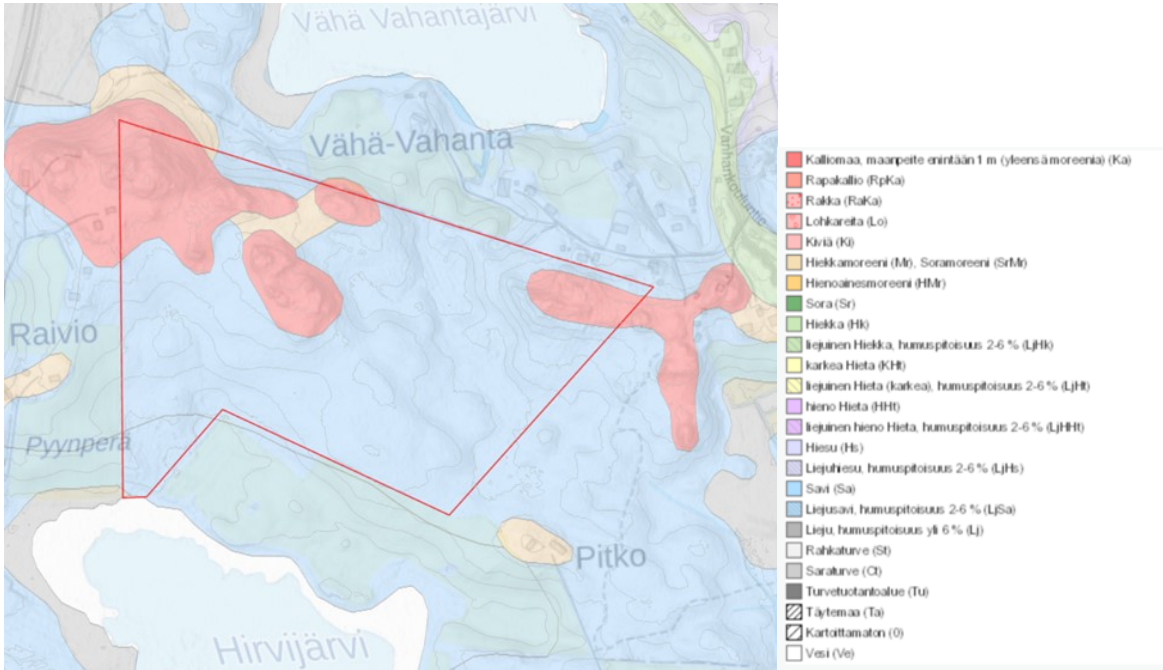 Vähä Vahantajärvi
Vähä-Vahanta
Vanhankouluntie
Raivio
Pyynperä
Pitko
Hirvijärvi
Kalliomaa, maanpeite enintään 1 m (yleensä moreenia) (Ka)
Rapakallio (RpKa)
Rakka (RaKa)
Lohkareita (Lo)
Kiviä (Ki)
Hiekkamoreeni (Mr), Soramoreeni (SrMr)
Hienoainesmoreeni (HMr)
Sora (Sr)
Hiekka (Hk)
liejuinen Hiekka, humuspitoisuus 2-6 % (LjHk)
karkea Hieta (KHt)
liejuinen Hieta (karkea), humuspitoisuus 2-6 % (LjHt)
hieno Hieta (HHt)
liejuinen hieno Hieta, humuspitoisuus 2-6 % (LjHHt)
Hiesu (Hs)
Liejuhiesu, humuspitoisuus 2-6 % (LjHs)
Savi (Sa)
Liejusavi, humuspitoisuus 2-6 % (LjSa)
Lieju, humuspitoisuus yli 6 % (Lj)
Rahkaturve (St)
Saraturve (Ct)
Turvetuotantoalue (Tu)
Täytemaa (Ta)
Kartoittamaton (0)
Vesi (Ve)